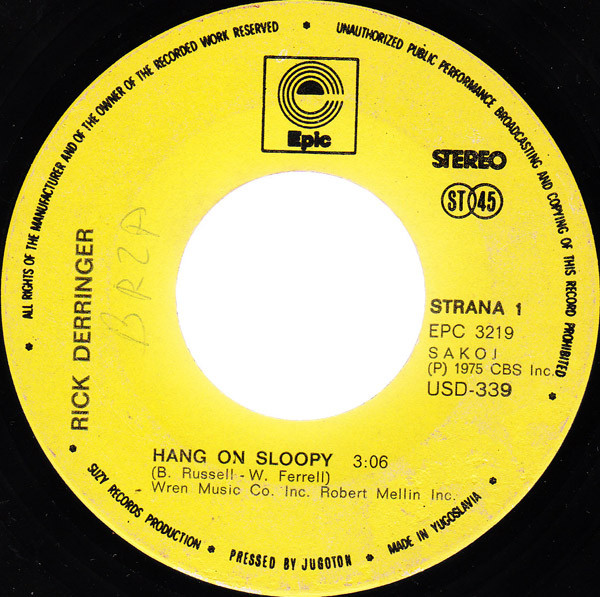 ALL RIGHTS OF THE MANUFACTURER AND OF THE OWNER OF THE RECORDED WORK RESERVED * UNAUTHORIZED PUBLIC PERFORMANCE BROADCASTING AND COPYING OF THIS RECORD PROHIBITED *
Epic
STEREO
ST 45
RICK DERRINGER
BRZA
STRANA 1
EPC 3219
SAKOJ
(P) 1975 CBS Inc.
USD-339
HANG ON SLOOPY 3:06
(B. Russell - W. Ferrell)
Wren Music Co. Inc. Robert Mellin Inc.
* SUZY RECORDS PRODUCTION * PRESSED BY JUGOTON * MADE IN YUGOSLAVIA *